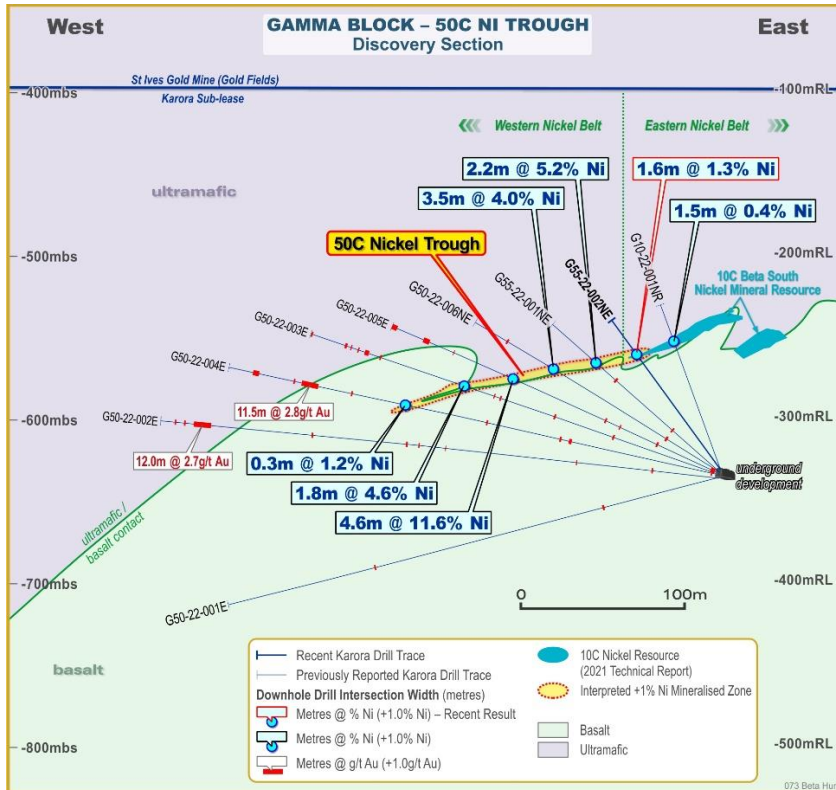 West
GAMMA BLOCK – 50C NI TROUGH
Discovery Section
East
St Ives Gold Mine (Gold Fields)
Karora Sub-lease
-400mbs
-100mRL
Western Nickel Belt
Eastern Nickel Belt
2.2m @ 5.2% Ni
1.6m @ 1.3% Ni
3.5m @ 4.0% Ni
1.5m @ 0.4% Ni
ultramafic
50C Nickel Trough
-500mbs
-200mRL
G10-22-001NR
G55-22-002NE
G55-22-001NE
G50-22-006NE
G50-22-005E
G50-22-003E
G50-22-004E
G50-22-002E
10C Beta South
Nickel Mineral Resource
11.5m @ 2.8g/t Au
12.0m @ 2.7g/t Au
-600mbs
-300mRL
0.3m @ 1.2% Ni
1.8m @ 4.6% Ni
4.6m @ 11.6% Ni
underground
development
ultramafic /
basalt contact
-700mbs
-400mRL
G50-22-001E
0
100m
basalt
Recent Karora Drill Trace
Previously Reported Karora Drill Trace
Downhole Drill Intersection Width (metres)
Metres @ % Ni (+1.0% Ni) – Recent Result
Metres @ % Ni (+1.0% Ni)
Metres @ g/t Au (+1.0g/t Au)
10C Nickel Resource
(2021 Technical Report)
Interpreted +1% Ni Mineralised Zone
Basalt
Ultramafic
-800mbs
-500mRL
073 Beta Hun